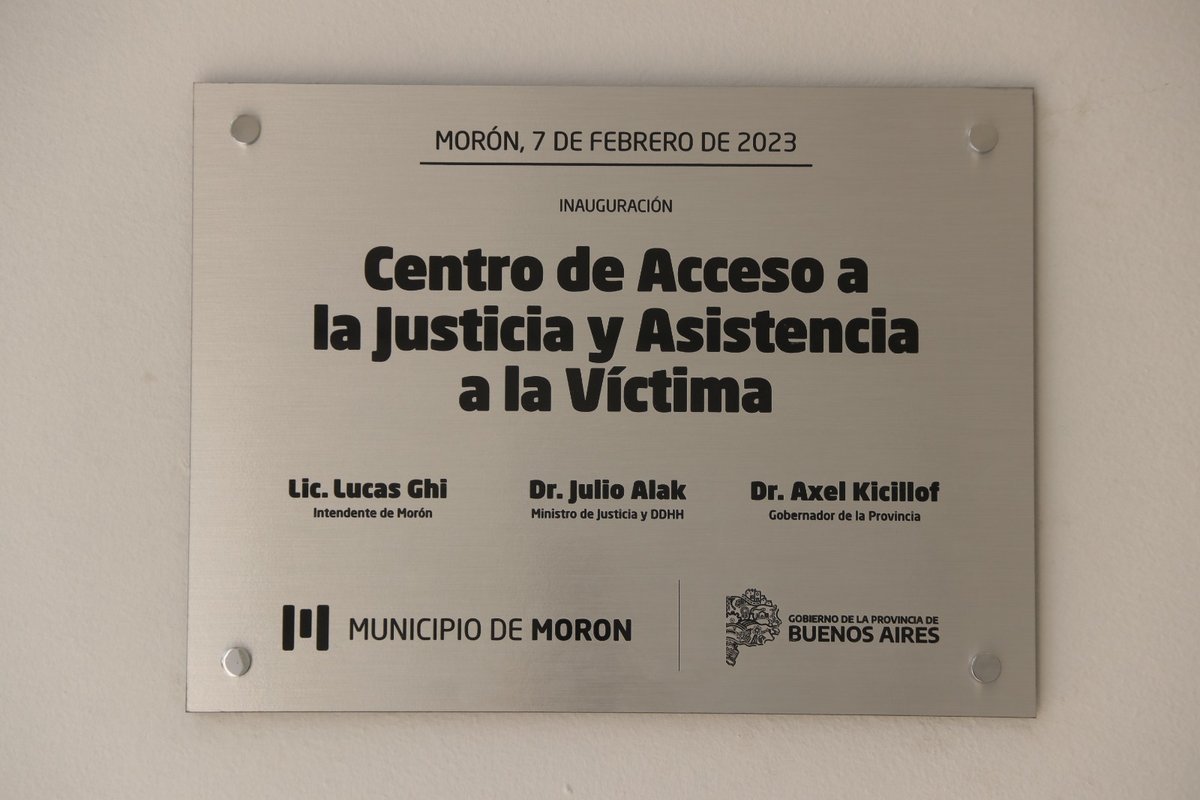 MORÓN, 7 DE FEBRERO DE 2023
INAUGURACIÓN
Centro de Acceso a
la Justicia y Asistencia
a la Víctima
Lic. Lucas Ghi
Intendente de Morón
Dr. Julio Alak
Ministro de Justicia y DDHH
Dr. Axel Kicillof
Gobernador de la Provincia
MUNICIPIO DE MORON
GOBIERNO DE LA PROVINCIA DE
BUENOS AIRES